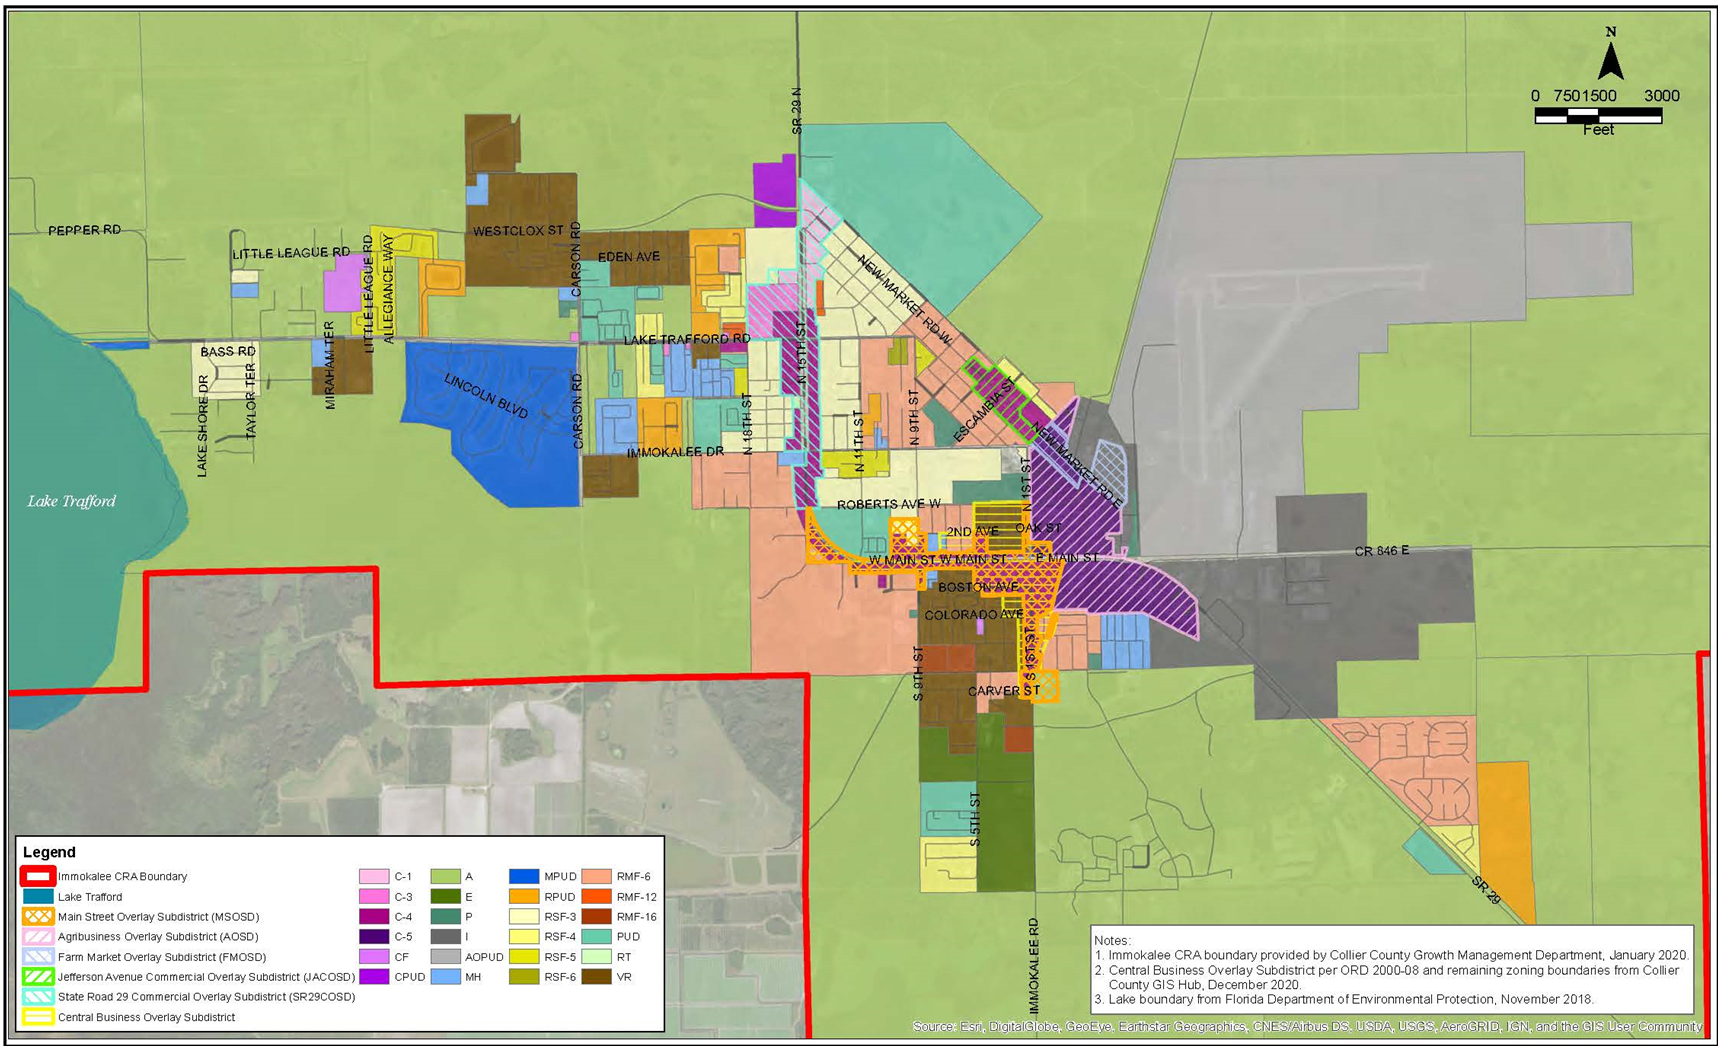 N
0 750 1500 3000
Feet
SR 29 N
PEPPER RD
LITTLE LEAGUE RD
LITTLE LEAGUE RD
ALLEGIANCE WAY
WESTCLOX ST
CARSON RD
EDEN AVE
NEW MARKET RD W
LAKE TRAFFORD RD
N 15TH ST
BASS RD
MIRAHAM TER
TAYLOR TER
LAKE SHORE DR
LINCOLN BLVD
CARSON RD
N 18TH ST
IMMOKALEE DR
N 11TH ST
N 9TH ST
ESCAMBIA ST
NEW MARKET RD E
N 1ST ST
Lake Trafford
ROBERTS AVE W
2ND AVE
OAK ST
W MAIN ST
W MAIN ST
E MAIN ST
CR 846 E
BOSTON AVE
COLORADO AVE
S 1ST ST
S 9TH ST
CARVER ST
S 5TH ST
IMMOKALEE RD
SR 29
Legend
Immokalee CRA Boundary
Lake Trafford
Main Street Overlay Subdistrict (MSOSD)
Agribusiness Overlay Subdistrict (AOSD)
Farm Market Overlay Subdistrict (FMOSD)
Jefferson Avenue Commercial Overlay Subdistrict (JACOSD)
State Road 29 Commercial Overlay Subdistrict (SR29COSD)
Central Business Overlay Subdistrict
C-1
C-3
C-4
C-5
CF
CPUD
A
E
P
I
AOPUD
MH
MPUD
RPUD
RSF-3
RSF-4
RSF-5
RSF-6
RMF-6
RMF-12
RMF-16
PUD
RT
VR
Notes:
1. Immokalee CRA boundary provided by Collier County Growth Management Department, January 2020.
2. Central Business Overlay Subdistrict per ORD 2000-08 and remaining zoning boundaries from Collier
County GIS Hub, December 2020.
3. Lake boundary from Florida Department of Environmental Protection, November 2018.
Source: Esri, DigitalGlobe, GeoEye, Earthstar Geographics, CNES/Airbus DS, USDA, USGS, AeroGRID, IGN, and the GIS User Community